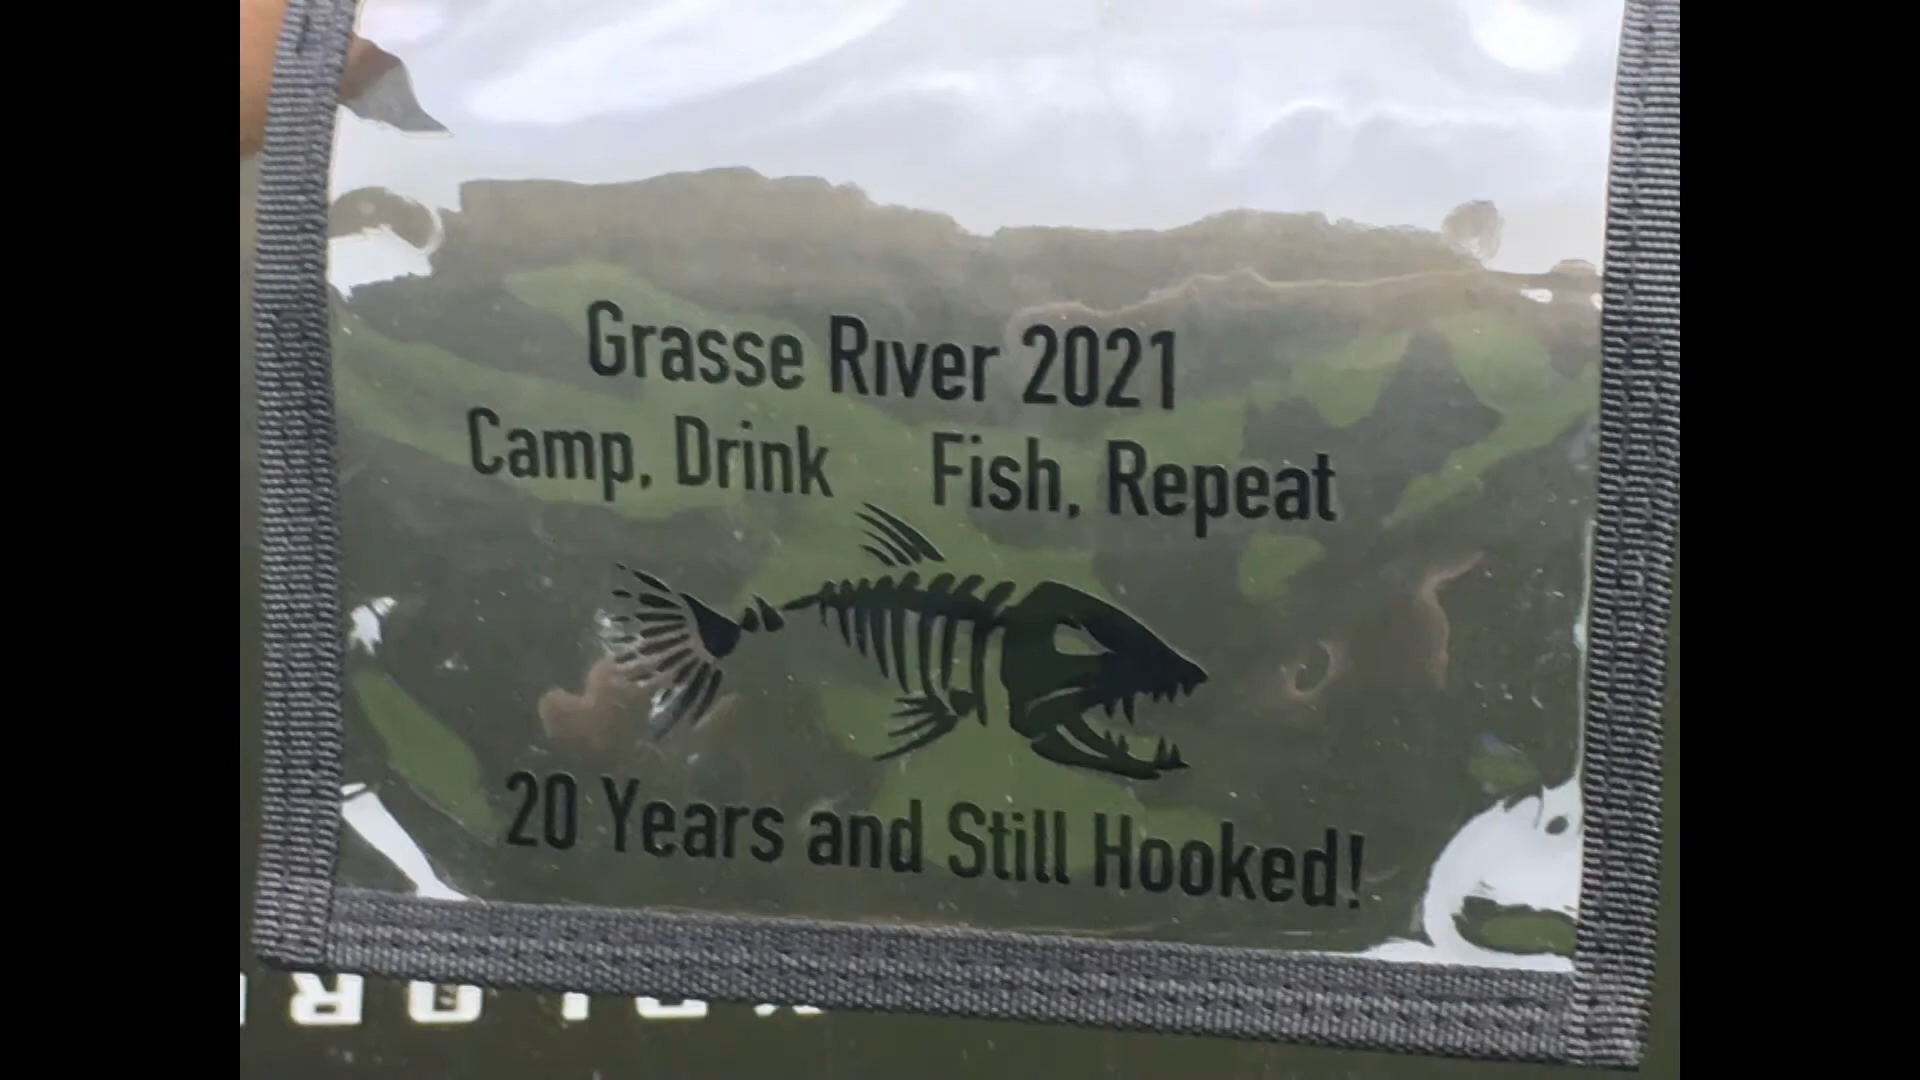 Grasse River 2021
Camp, Drink Fish, Repeat
20 Years and Still Hooked!